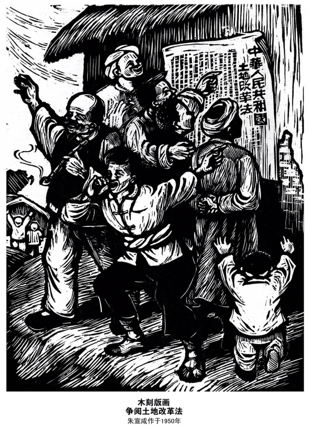 中華人民共和國
土地改革法
木刻版画
争阅土地改革法
朱宣咸作于1950年